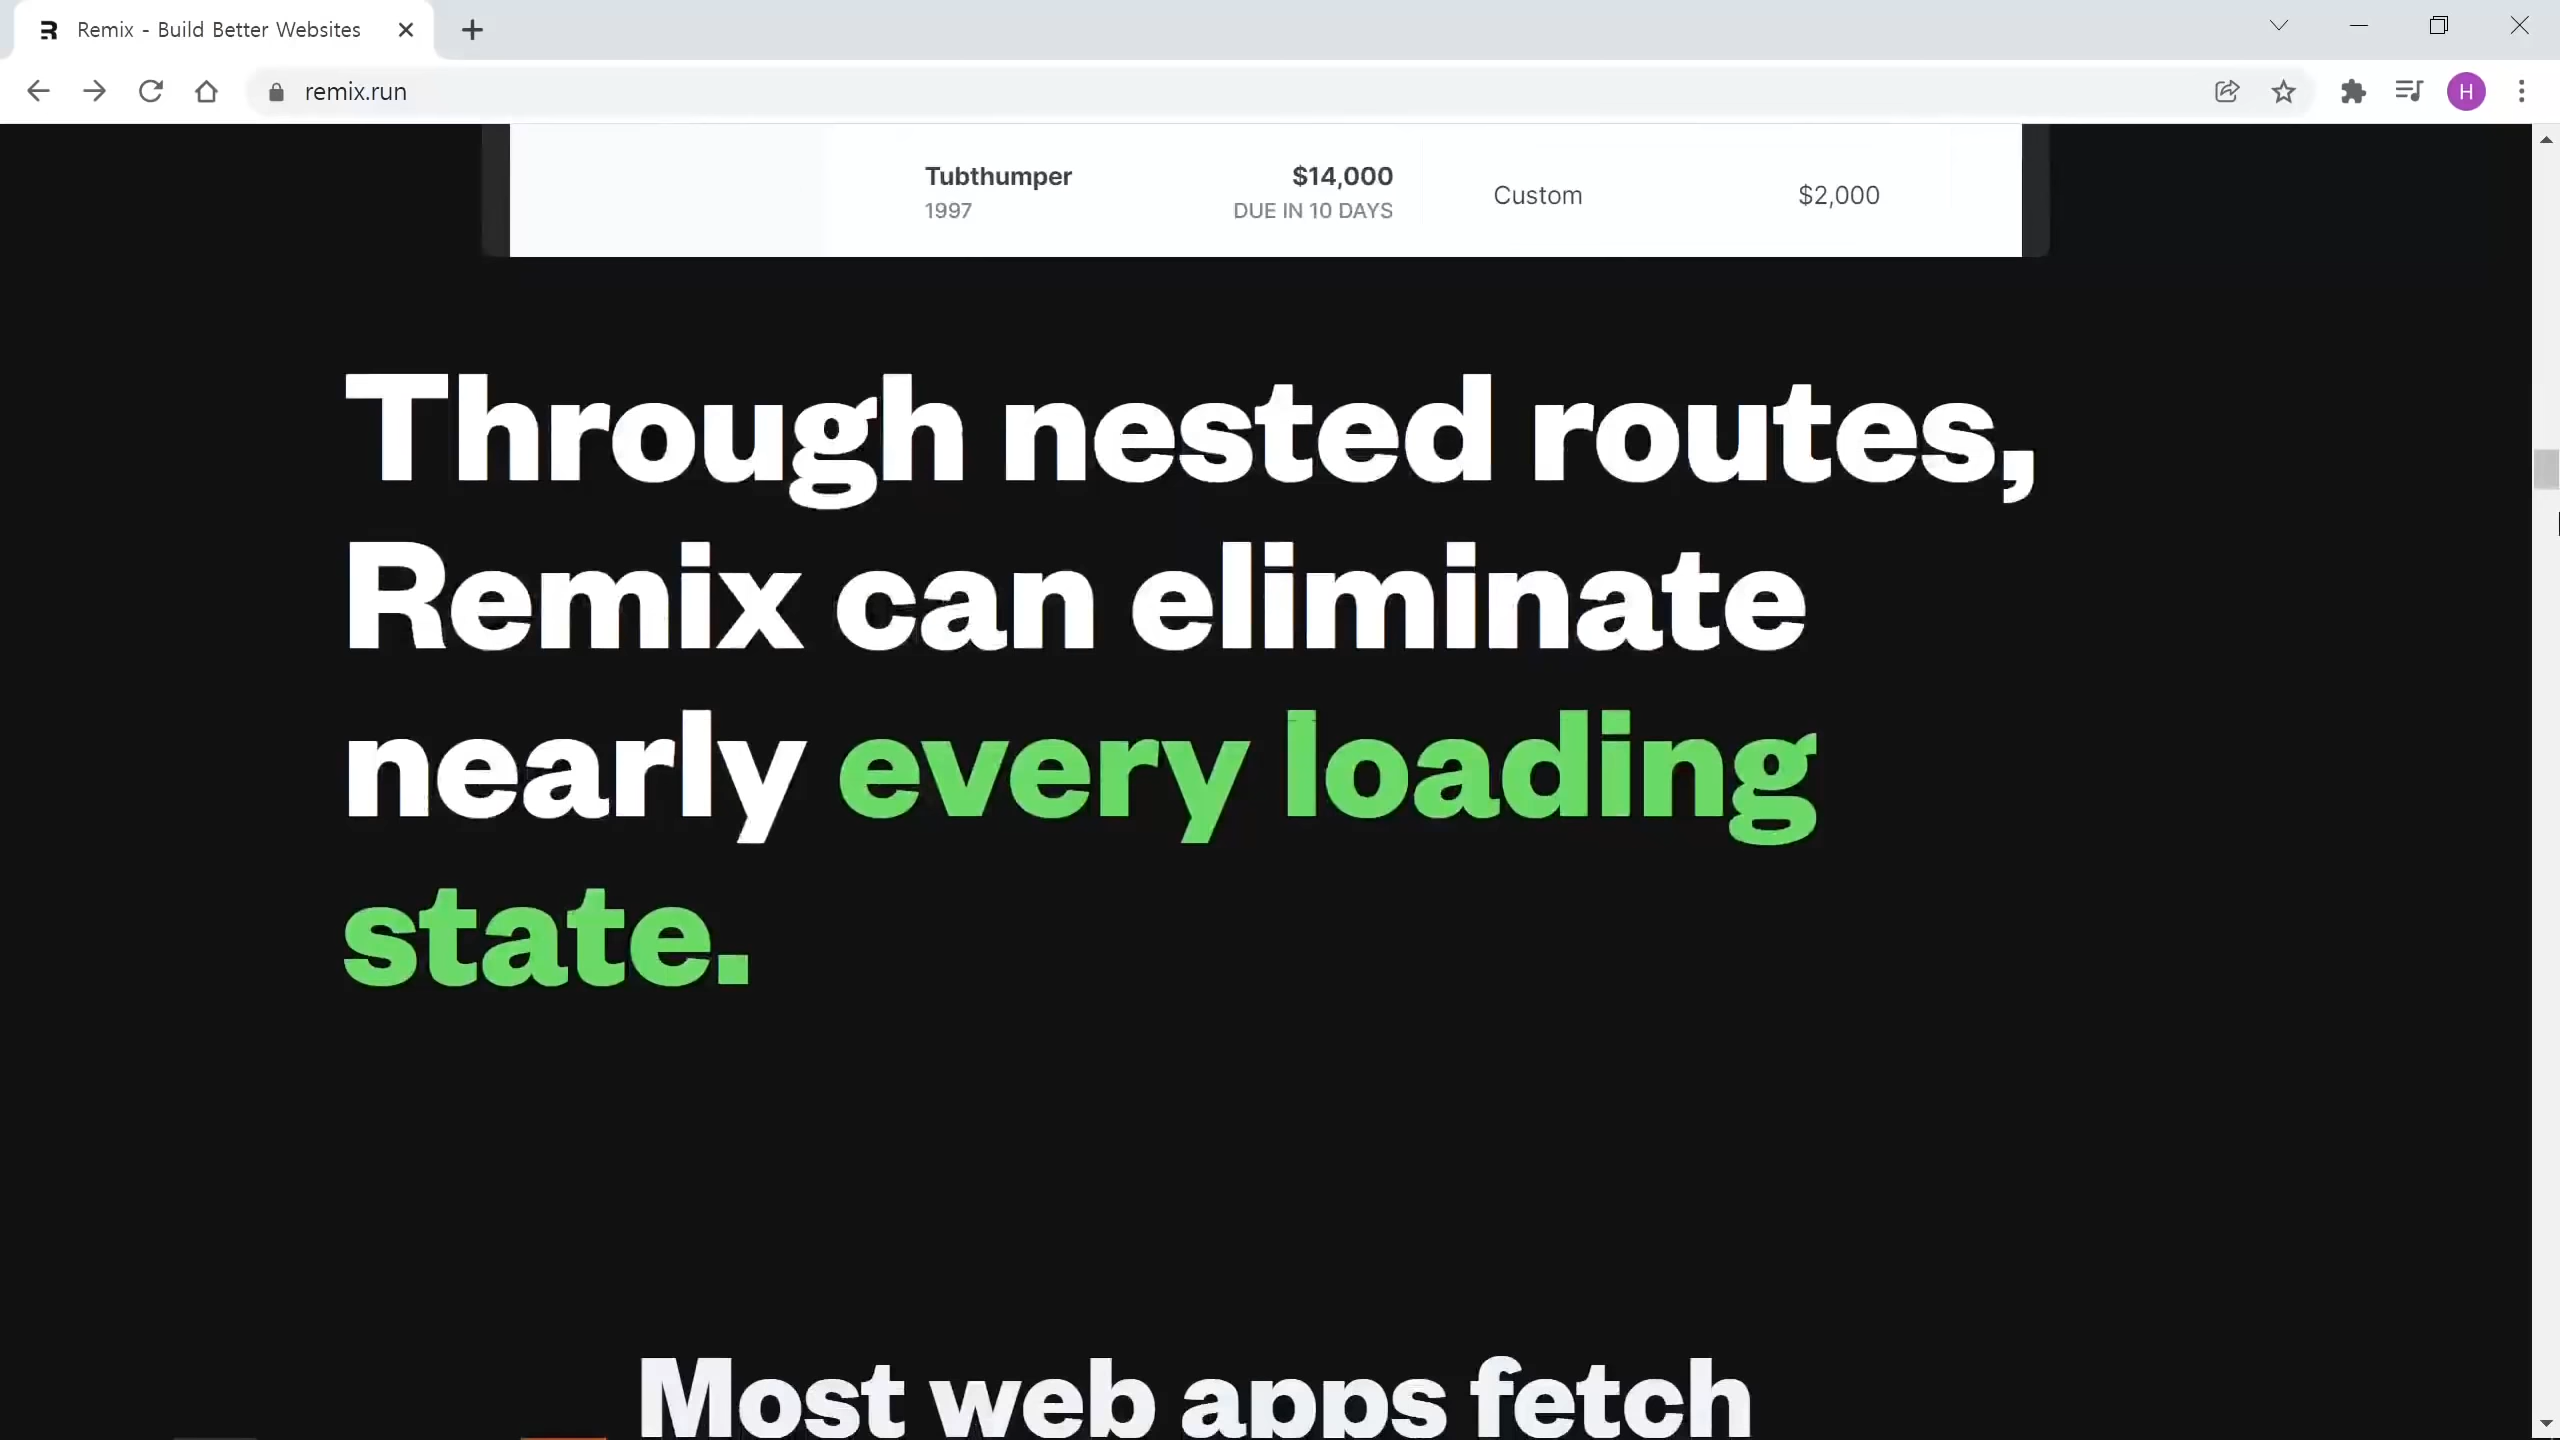 Remix - Build Better Websites
remix.run
H
Tubthumper $14,000
1997 DUE IN 10 DAYS
Custom $2,000
Through nested routes,
Remix can eliminate
nearly every loading
state.
Most web apps fetch